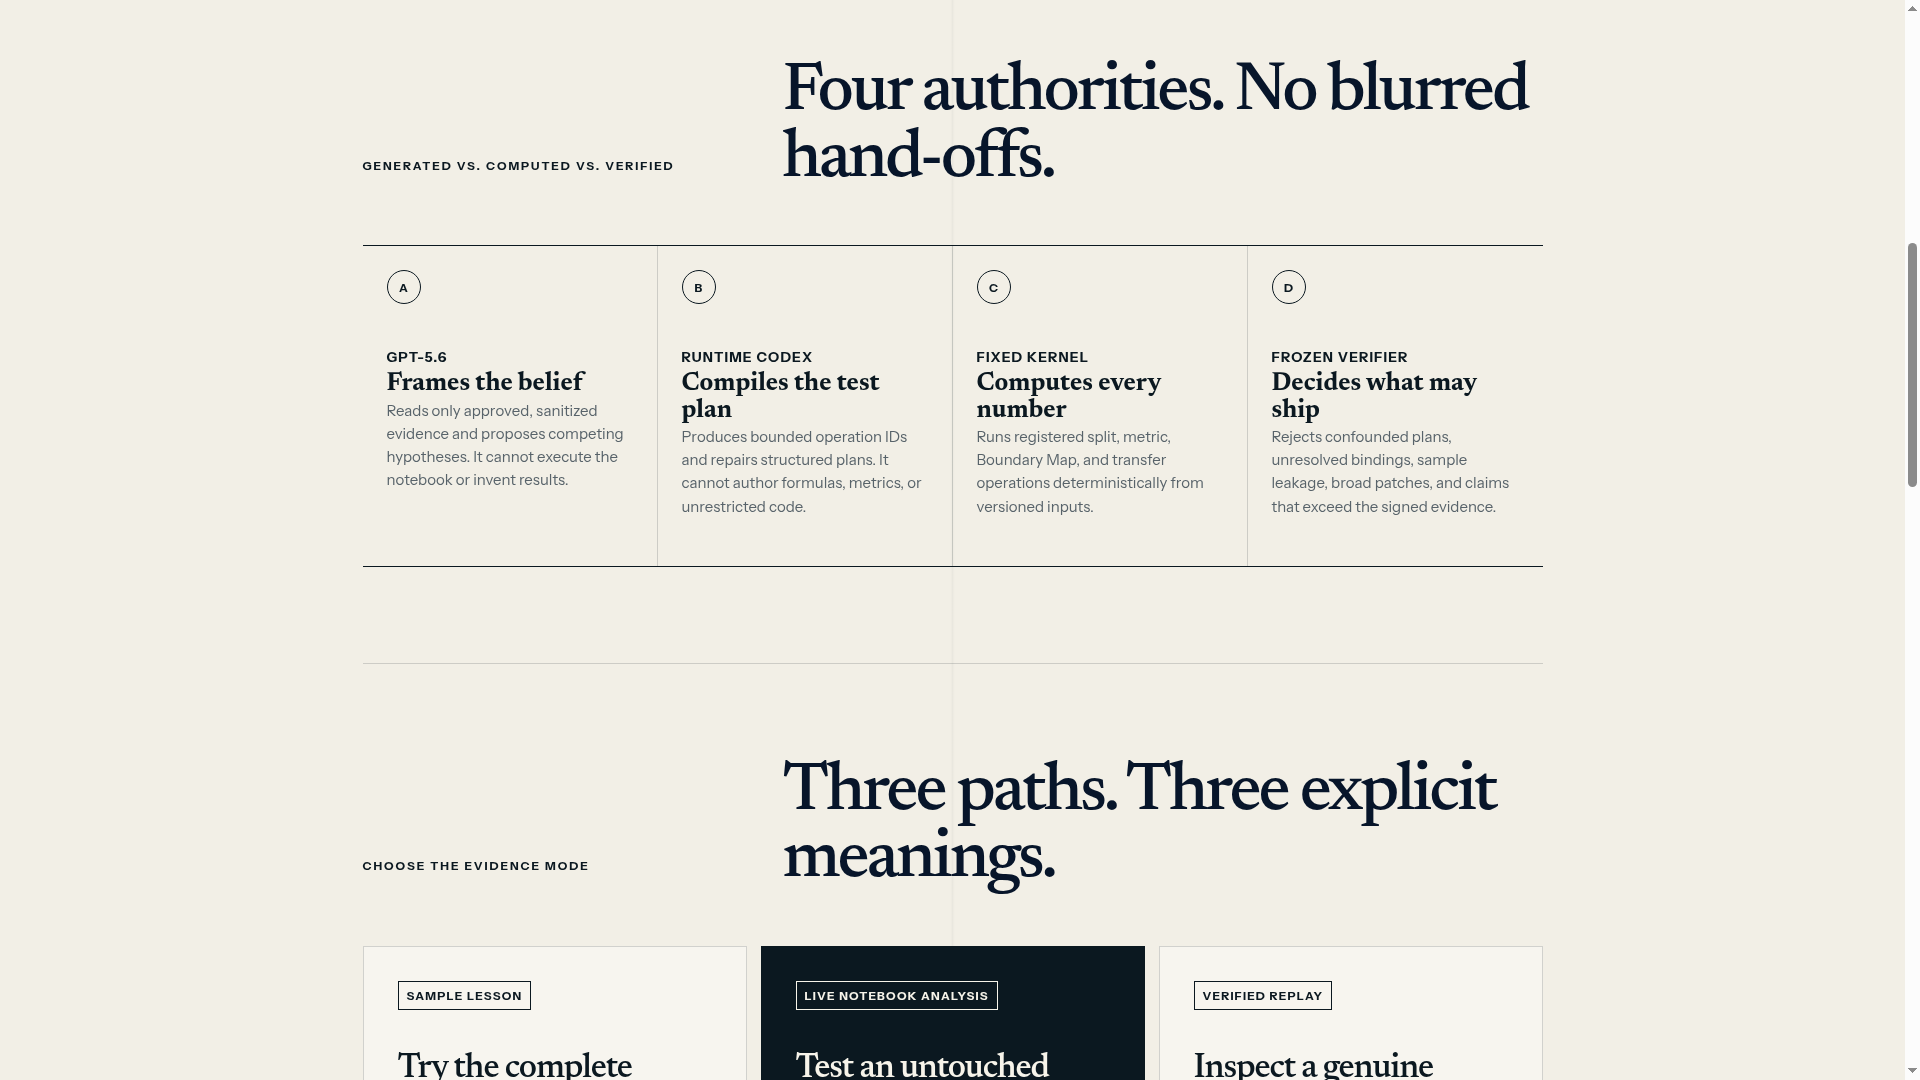 Four authorities. No blurred
hand-offs.
GENERATED VS. COMPUTED VS. VERIFIED
A
GPT-5.6
Frames the belief
Reads only approved, sanitized
evidence and proposes competing
hypotheses. It cannot execute the
notebook or invent results.
B
RUNTIME CODEX
Compiles the test
plan
Produces bounded operation IDs
and repairs structured plans. It
cannot author formulas, metrics, or
unrestricted code.
C
FIXED KERNEL
Computes every
number
Runs registered split, metric,
Boundary Map, and transfer
operations deterministically from
versioned inputs.
D
FROZEN VERIFIER
Decides what may
ship
Rejects confounded plans,
unresolved bindings, sample
leakage, broad patches, and claims
that exceed the signed evidence.
Three paths. Three explicit
meanings.
CHOOSE THE EVIDENCE MODE
SAMPLE LESSON
Try the complete
LIVE NOTEBOOK ANALYSIS
Test an untouched
VERIFIED REPLAY
Inspect a genuine